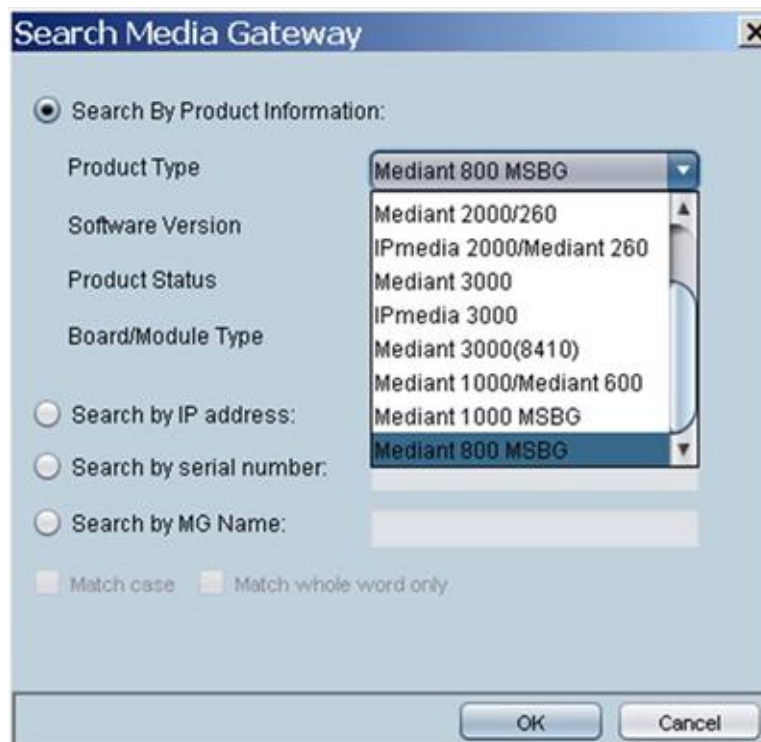 Search Media Gateway
Search By Product Information:
Product Type
Mediant 800 MSBG
Mediant 2000/260
Software Version
IPmedia 2000/Mediant 260
Product Status
Mediant 3000
IPmedia 3000
Board/Module Type
Mediant 3000(8410)
Mediant 1000/Mediant 600
Search by IP address:
Mediant 1000 MSBG
Mediant 800 MSBG
Search by serial number:
Search by MG Name:
Match case
Match whole word only
OK
Cancel